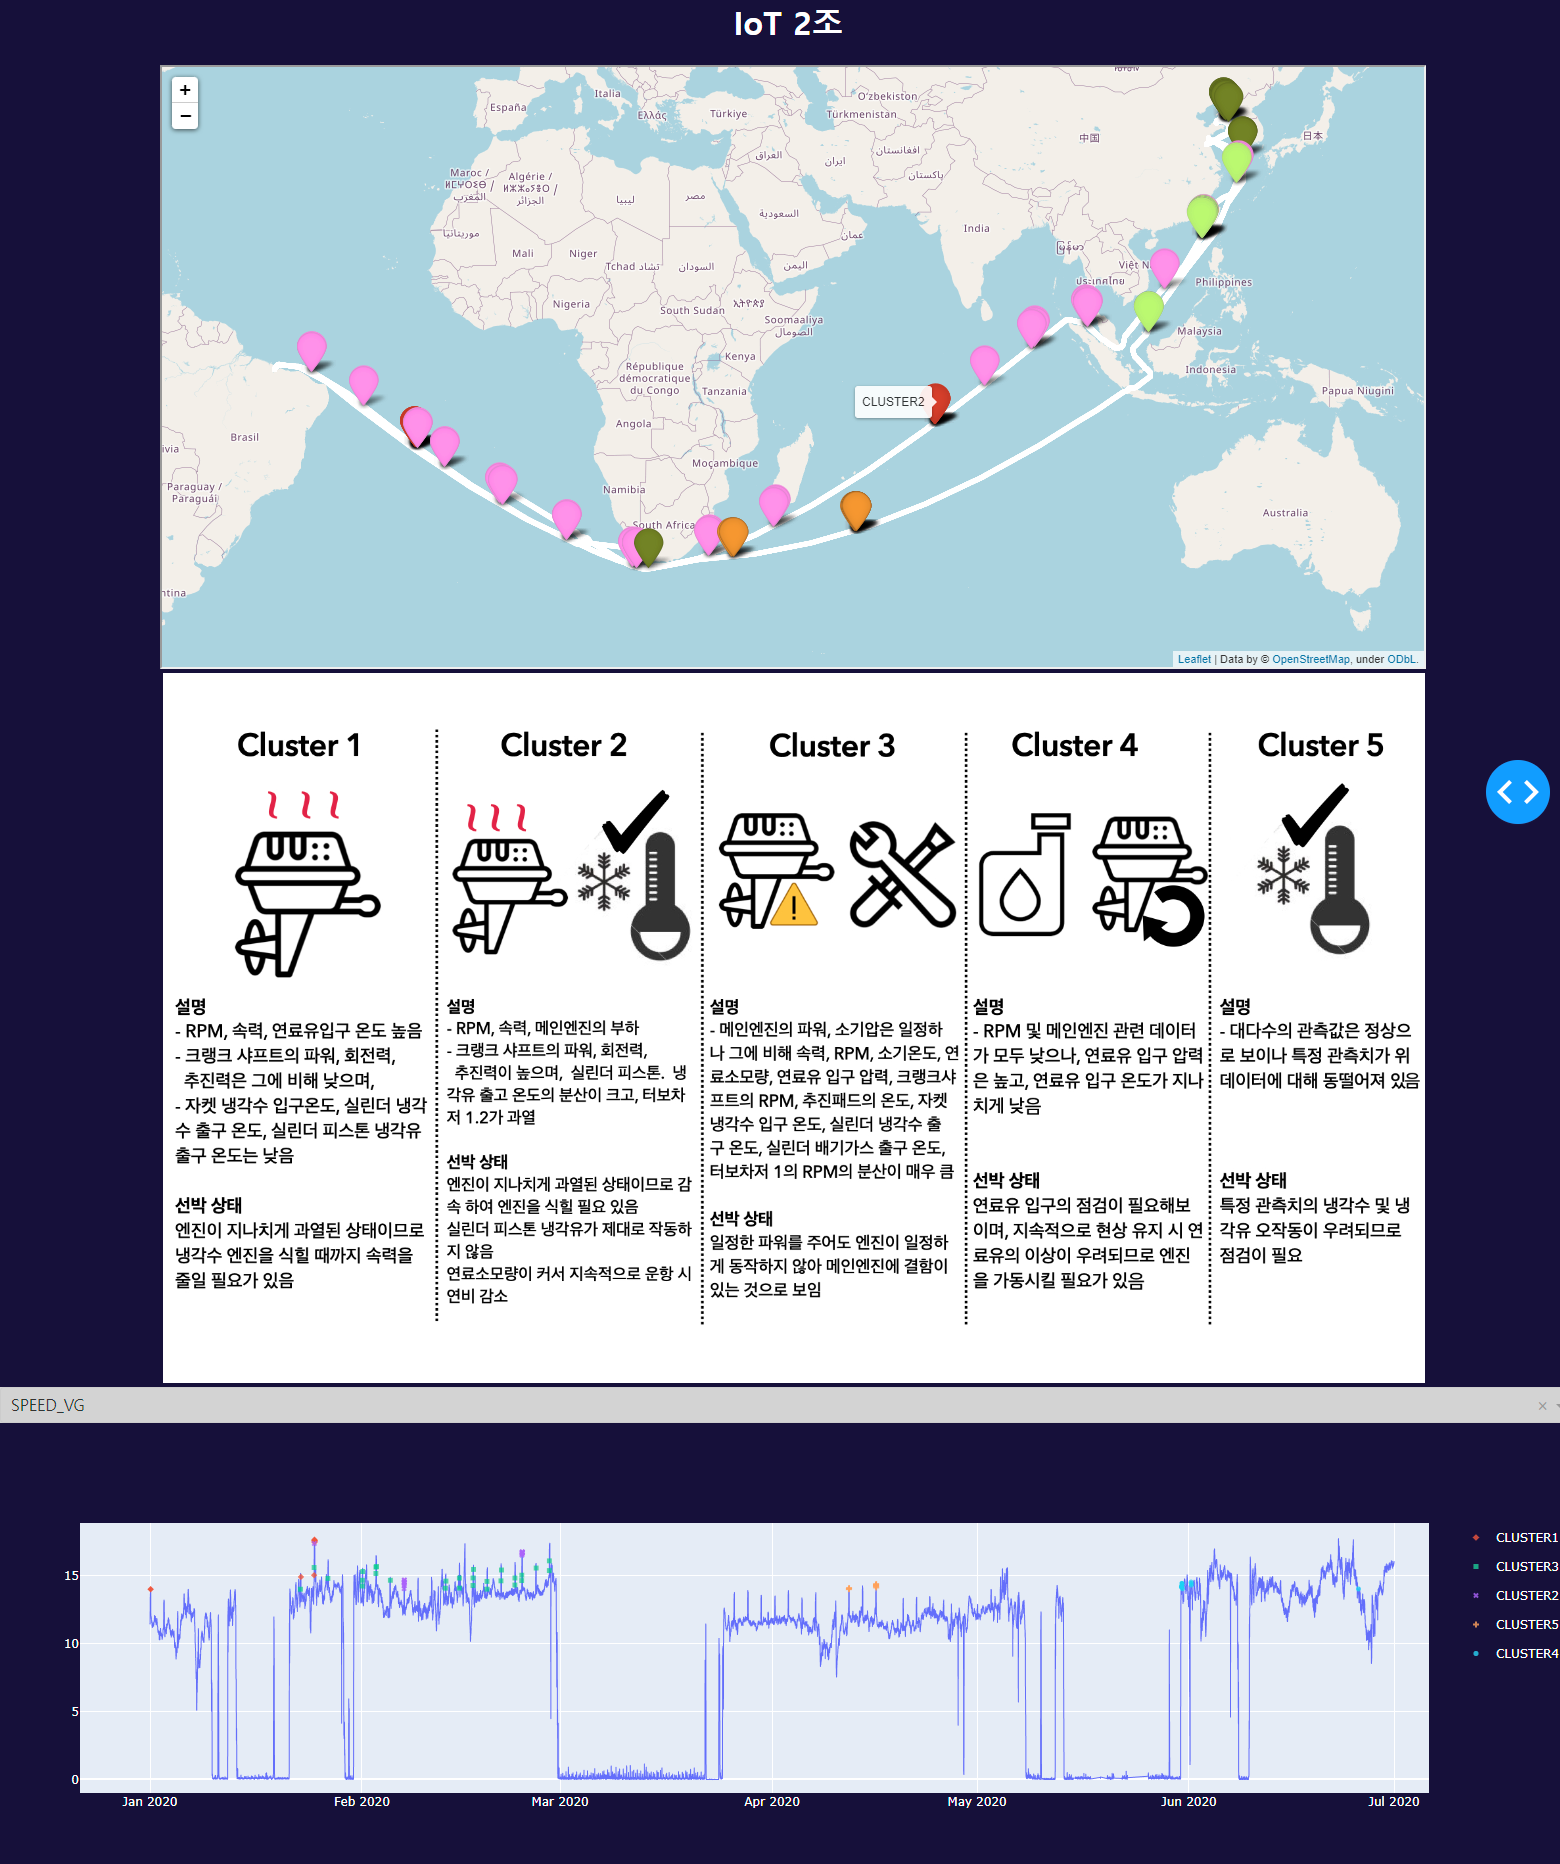 IoT 2조
+
−
Italia
España
Ελλάς
Türkiye
O'zbekiston
Türkmenistan
中国
日本
افغانستان
العراق
ایران
پاکستان
Maroc /
ⵍⵎⵖⵔⵉⴱ /
المغرب
Algérie /
ⵍⵣⵣⴰⵢⴻⵔ /
الجزائر
ليبيا
مصر
السعودية
عمان
India
موريتانيا
Mali
Niger
Tchad تشاد
السودان
اليمن
Việt N
ประเทศไทย
Philippines
Nigeria
South Sudan
ኢትዮጵያ
Soomaaliya
الصومال
Malaysia
Kenya
République
démocratique
du Congo
Tanzania
Indonesia
Papua Niugini
CLUSTER2
Angola
Brasil
ivia
Moçambique
Paraguay /
Paraguái
Namibia
South Africa
Australia
ntina
Leaflet | Data by © OpenStreetMap, under ODbL.
Cluster 1
Cluster 2
Cluster 3
Cluster 4
Cluster 5
설명
- RPM, 속력, 연료유입구 온도 높음
- 크랭크 샤프트의 파워, 회전력,
추진력은 그에 비해 낮으며,
- 자켓 냉각수 입구온도, 실린더 냉각
수 출구 온도, 실린더 피스톤 냉각유
출구 온도는 낮음
선박 상태
엔진이 지나치게 과열된 상태이므로
냉각수 엔진을 식힐 때까지 속력을
줄일 필요가 있음
설명
- RPM, 속력, 메인엔진의 부하
- 크랭크 샤프트의 파워, 회전력,
추진력이 높으며, 실린더 피스톤. 냉
각유 출고 온도의 분산이 크고, 터보차
저 1.2가 과열
선박 상태
엔진이 지나치게 과열된 상태이므로 감
속 하여 엔진을 식힐 필요 있음
실린더 피스톤 냉각유가 제대로 작동하
지 않음
연료소모량이 커서 지속적으로 운항 시
연비 감소
설명
- 메인엔진의 파워, 소기압은 일정하
나 그에 비해 속력, RPM, 소기온도, 연
료소모량, 연료유 입구 압력, 크랭크샤
프트의 RPM, 추진패드의 온도, 자켓
냉각수 입구 온도, 실린더 냉각수 출
구 온도, 실린더 배기가스 출구 온도,
터보차저 1의 RPM의 분산이 매우 큼
선박 상태
일정한 파워를 주어도 엔진이 일정하
게 동작하지 않아 메인엔진에 결함이
있는 것으로 보임
설명
- RPM 및 메인엔진 관련 데이터
가 모두 낮으나, 연료유 입구 압력
은 높고, 연료유 입구 온도가 지나
치게 낮음
선박 상태
연료유 입구의 점검이 필요해보
이며, 지속적으로 현상 유지 시 연
료유의 이상이 우려되므로 엔진
을 가동시킬 필요가 있음
설명
- 대다수의 관측값은 정상으
로 보이나 특정 관측치가 위
데이터에 대해 동떨어져 있음
선박 상태
특정 관측치의 냉각수 및 냉
각유 오작동이 우려되므로
점검이 필요
SPEED_VG
×
15
10
5
0
Jan 2020
Feb 2020
Mar 2020
Apr 2020
May 2020
Jun 2020
Jul 2020
CLUSTER1
CLUSTER3
CLUSTER2
CLUSTER5
CLUSTER4